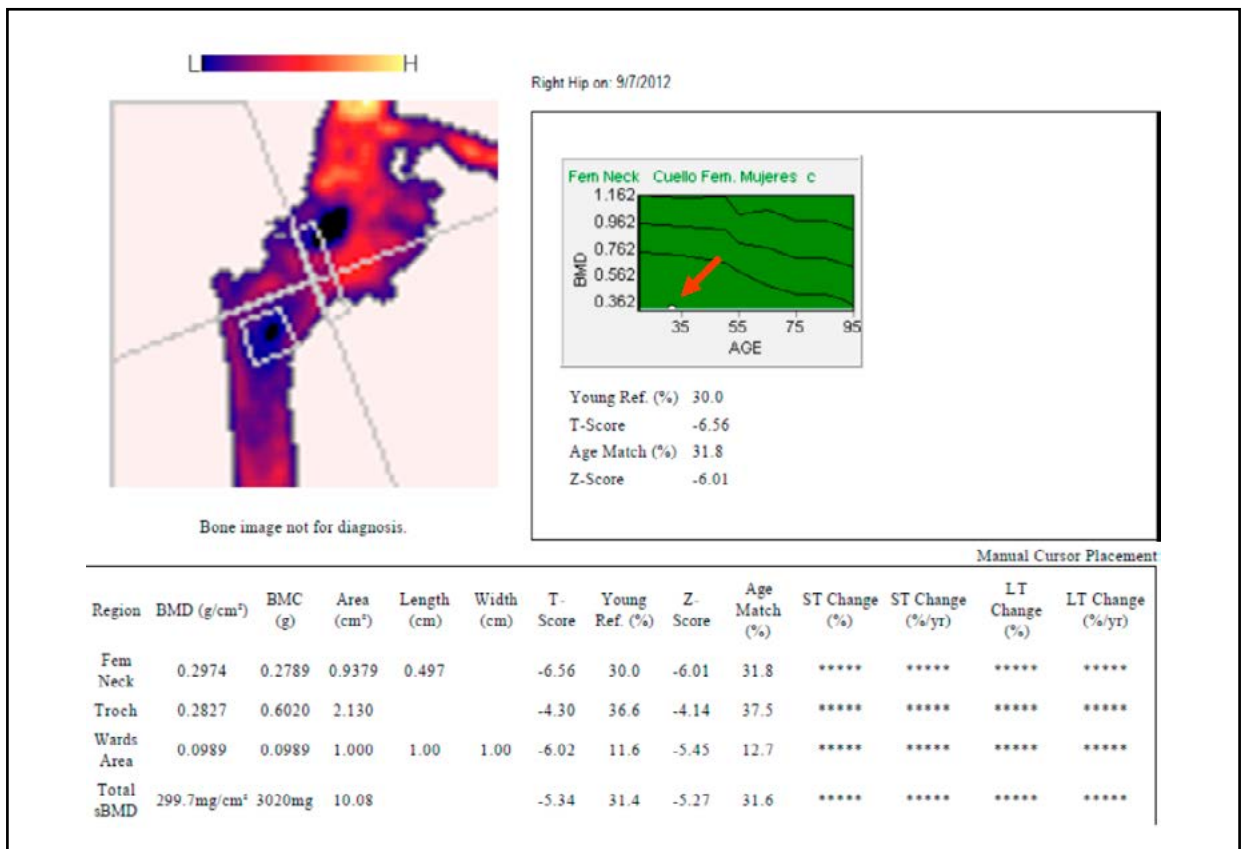 L H
Right Hip on: 9/7/2012
Fem Neck Cuello Fem. Mujeres c
1.162
0.962
0.762
0.562
0.362
BMD
35 55 75 95
AGE
Young Ref. (%) 30.0
T-Score -6.56
Age Match (%) 31.8
Z-Score -6.01
Bone image not for diagnosis.
Manual Cursor Placement
Region BMD (g/cm²) BMC (g) Area (cm²) Length (cm) Width (cm) T-Score Young Ref. (%) Z-Score Age Match (%) ST Change (%) ST Change (%/yr) LT Change (%) LT Change (%/yr)
Fem Neck 0.2974 0.2789 0.9379 0.497 -6.56 30.0 -6.01 31.8 ***** ***** ***** *****
Troch 0.2827 0.6020 2.130 -4.30 36.6 -4.14 37.5 ***** ***** ***** *****
Wards Area 0.0989 0.0989 1.000 1.00 1.00 -6.02 11.6 -5.45 12.7 ***** ***** ***** *****
Total sBMD 299.7mg/cm² 3020mg 10.08 -5.34 31.4 -5.27 31.6 ***** ***** ***** *****